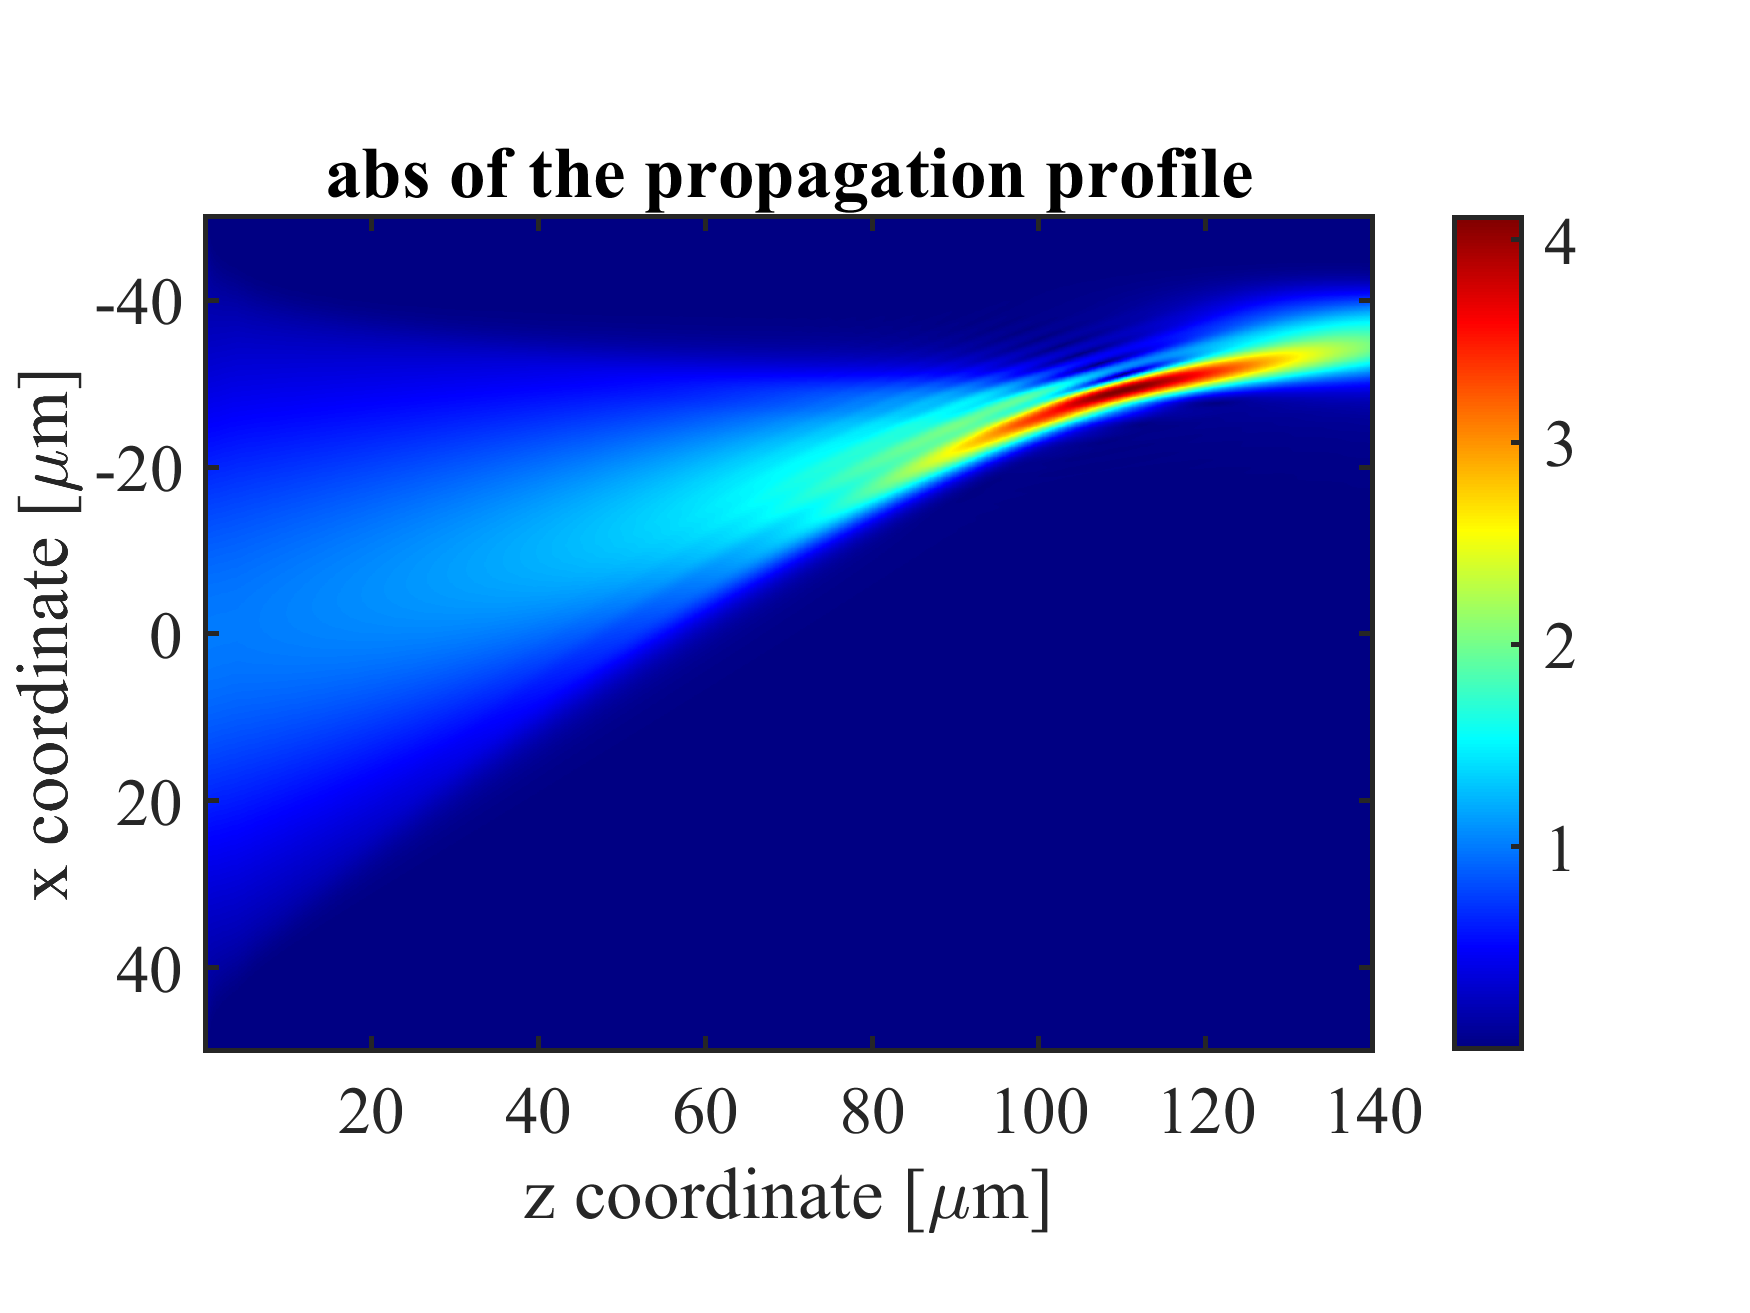 abs of the propagation profile
x coordinate [μm]
-40
-20
0
20
40
20 40 60 80 100 120 140
z coordinate [μm]
4
3
2
1